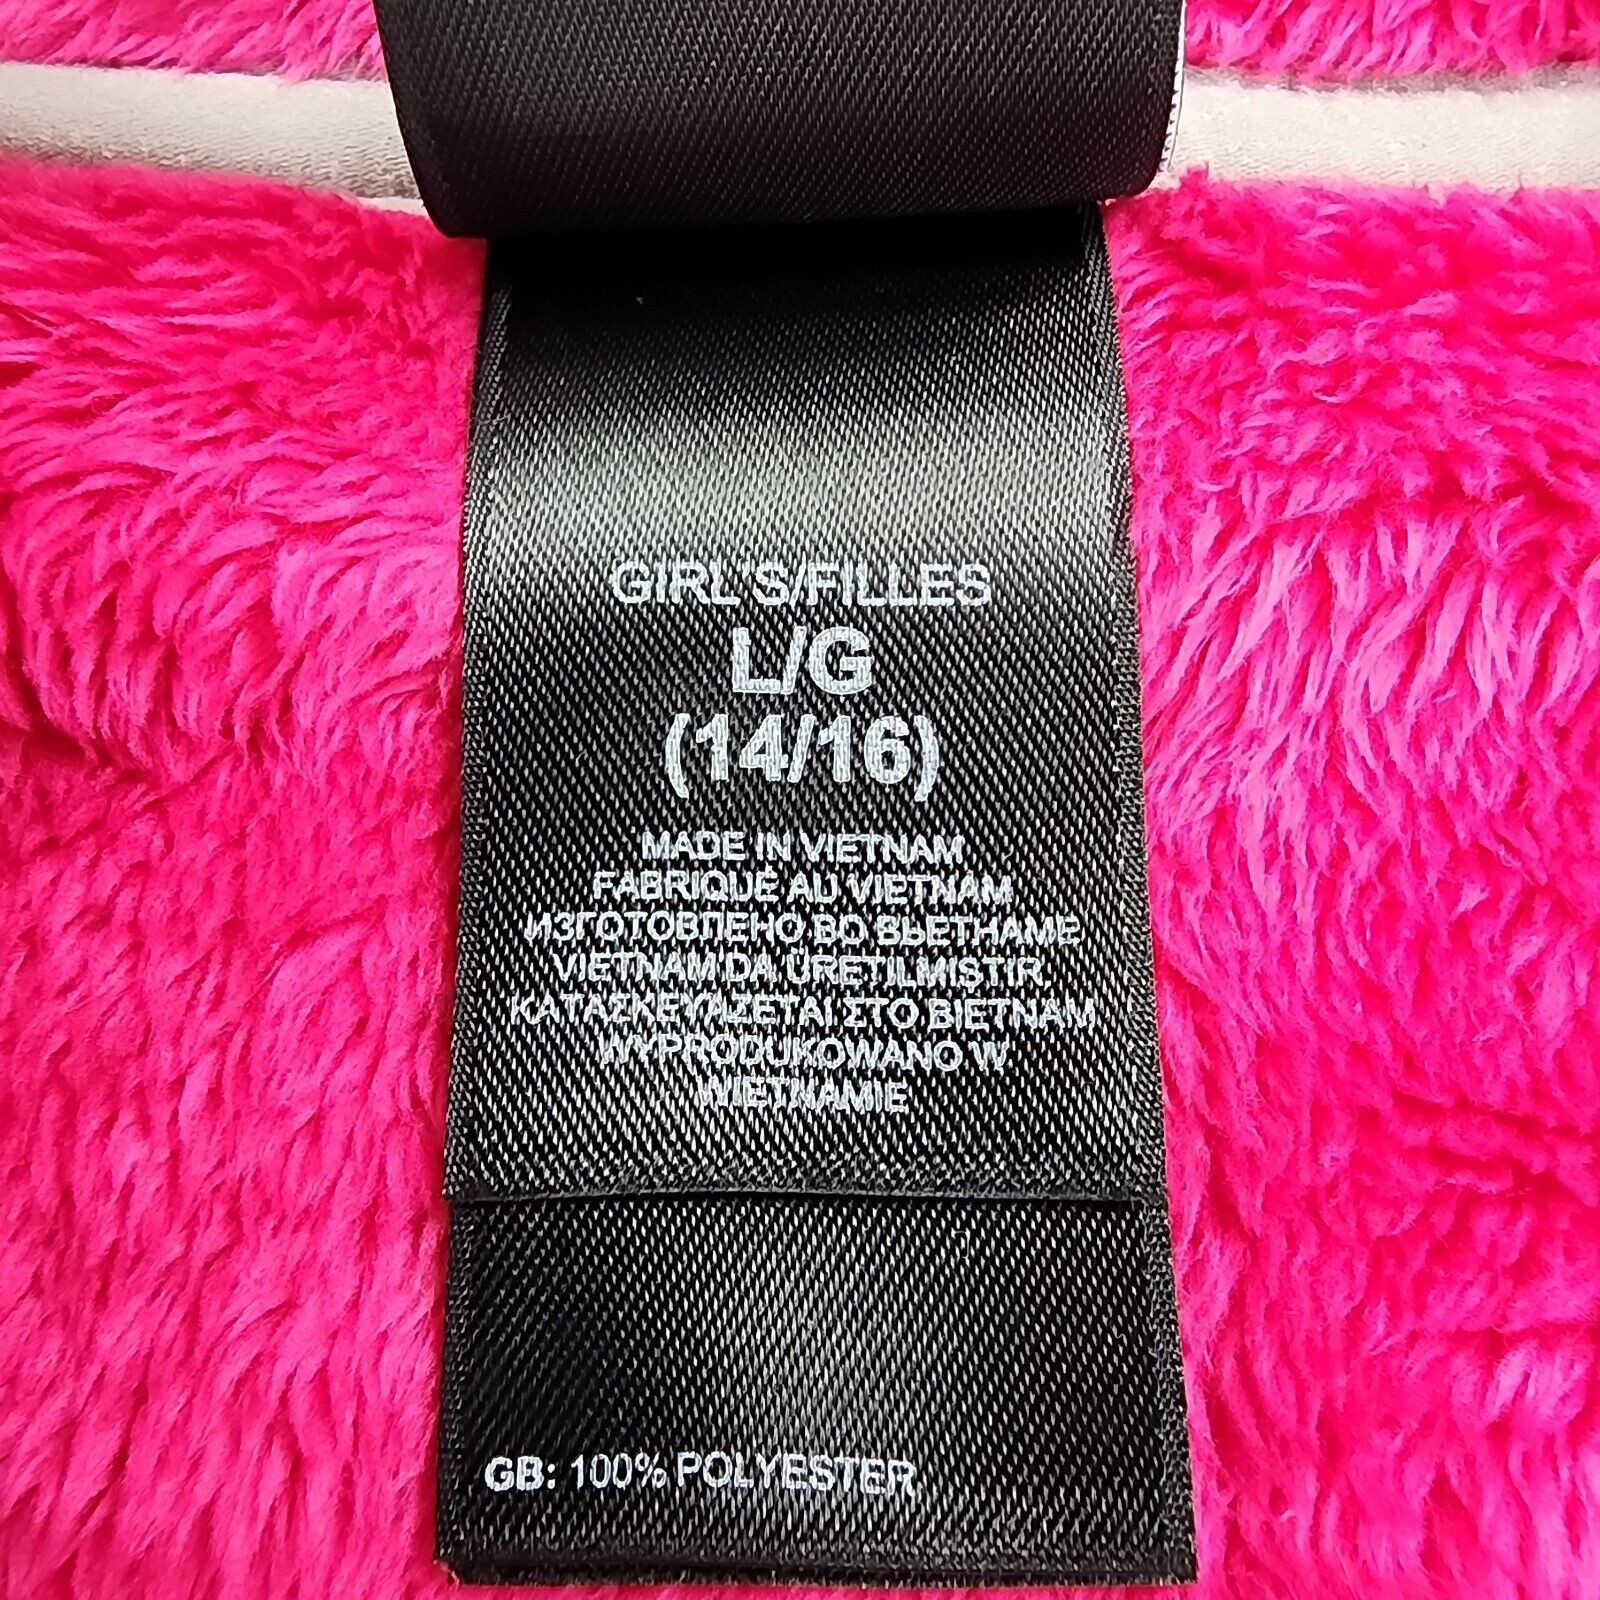 GIRL'S/FILLES
L/G
(14/16)
MADE IN VIETNAM
FABRIQUÉ AU VIETNAM
ИЗГОТОВЛЕНО ВО ВЬЕТНАМЕ
VIETNAM'DA ÜRETILMISTIR.
ΚΑΤΑΣΚΕΥΑΖΕΤΑΙ ΣΤΟ ΒΙΕΤΝΑΜ
WYPRODUKOWANO W
WIETNAMIE
GB: 100% POLYESTER